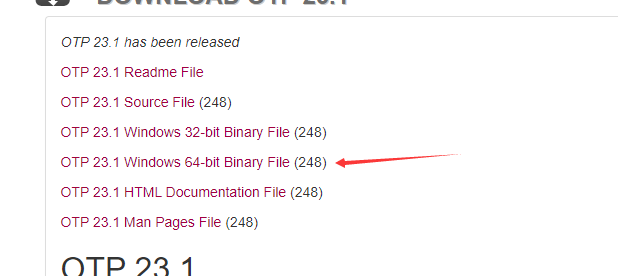 DOWNLOAD OTP 23.1
OTP 23.1 has been released
OTP 23.1 Readme File
OTP 23.1 Source File (248)
OTP 23.1 Windows 32-bit Binary File (248)
OTP 23.1 Windows 64-bit Binary File (248)
OTP 23.1 HTML Documentation File (248)
OTP 23.1 Man Pages File (248)
OTP 23.1